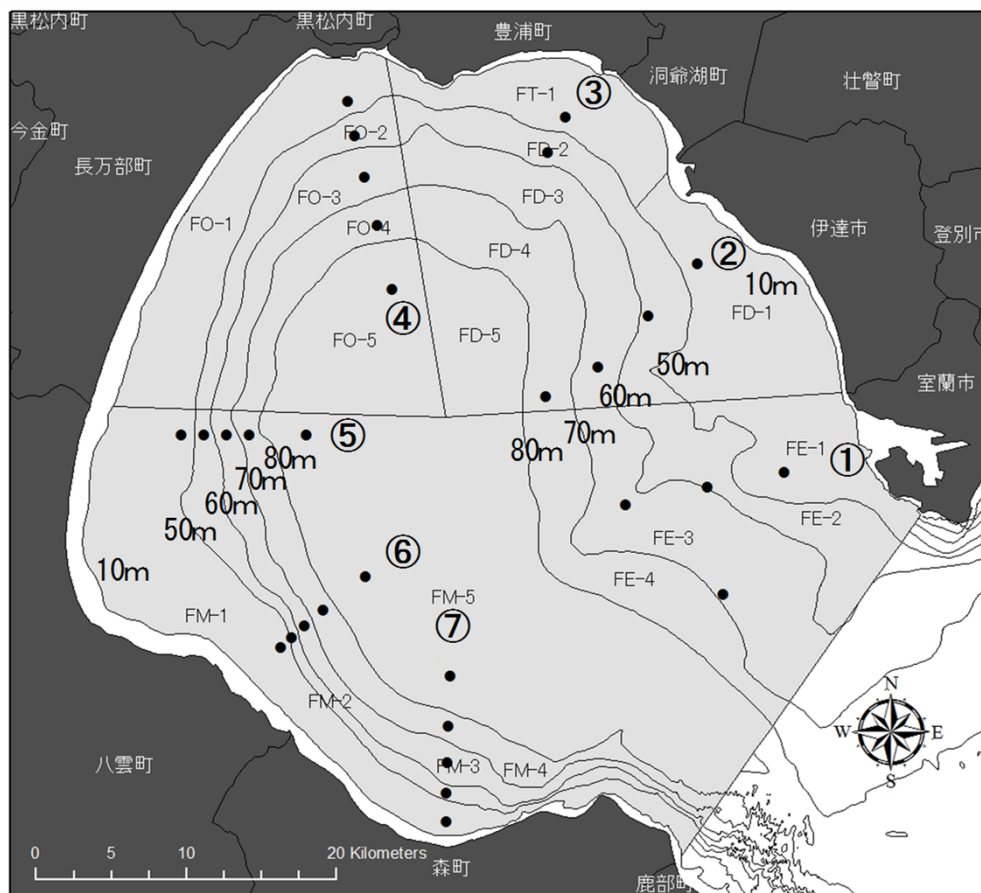 黒松内町
黒松内町
豊浦町
洞爺湖町
壮瞥町
今金町
長万部町
FT-1
③
FO-2
FD-2
FO-3
FD-3
伊達市
登別市
FO-1
FO-4
FD-4
②
10m
FD-1
④
FO-5
FD-5
50m
60m
室蘭市
⑤
80m
70m
60m
50m
80m
70m
FE-1
①
FE-2
FE-3
⑥
10m
FE-4
FM-1
FM-5
⑦
FM-2
N
W
E
S
八雲町
FM-3
FM-4
0
5
10
20 Kilometers
森町
鹿部町